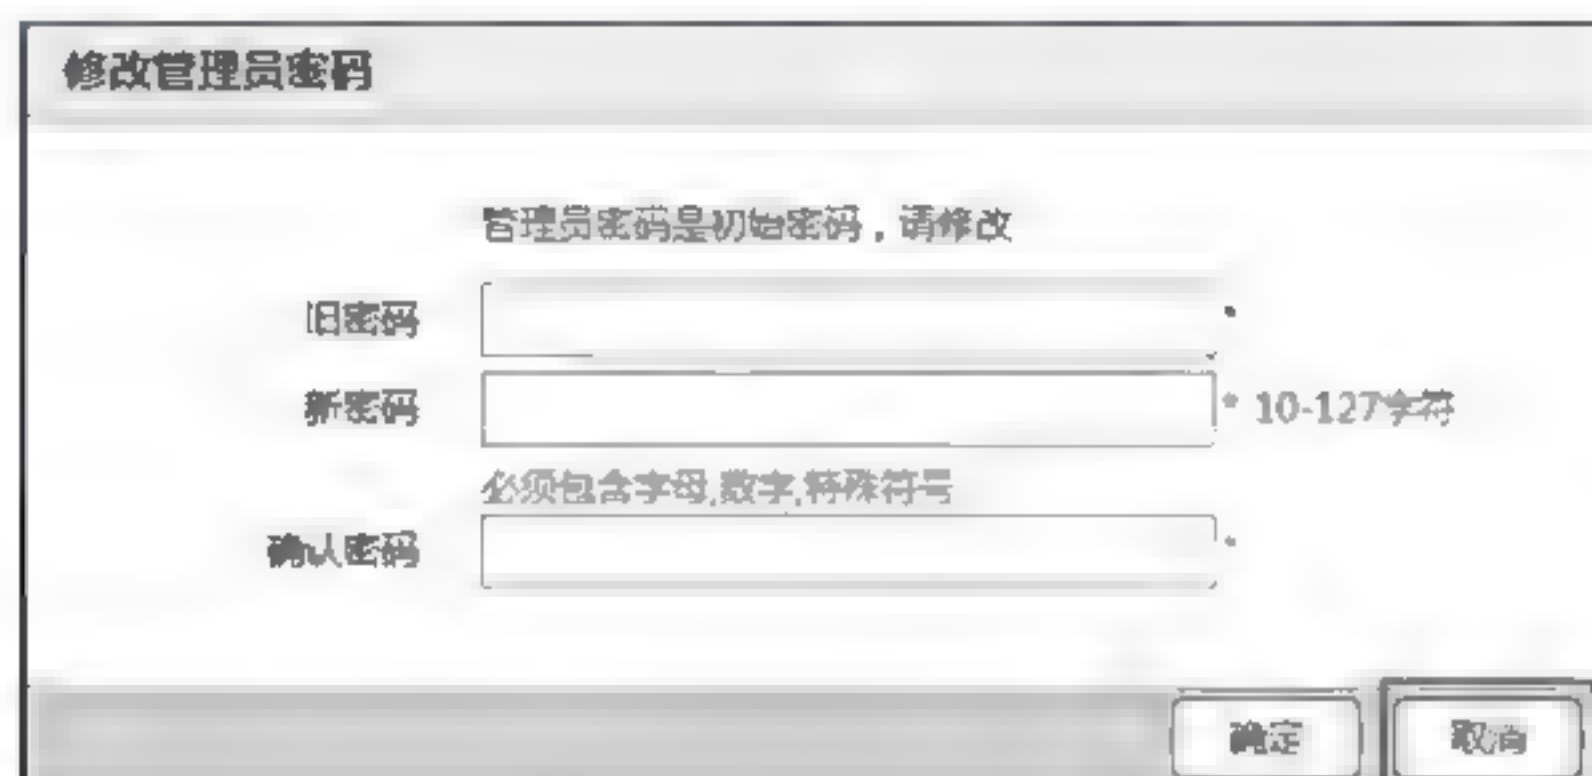 修改管理员密码
管理员密码是初始密码，请修改
旧密码 *
新密码 * 10-127字符
必须包含字母,数字,特殊符号
确认密码 *
确定 取消